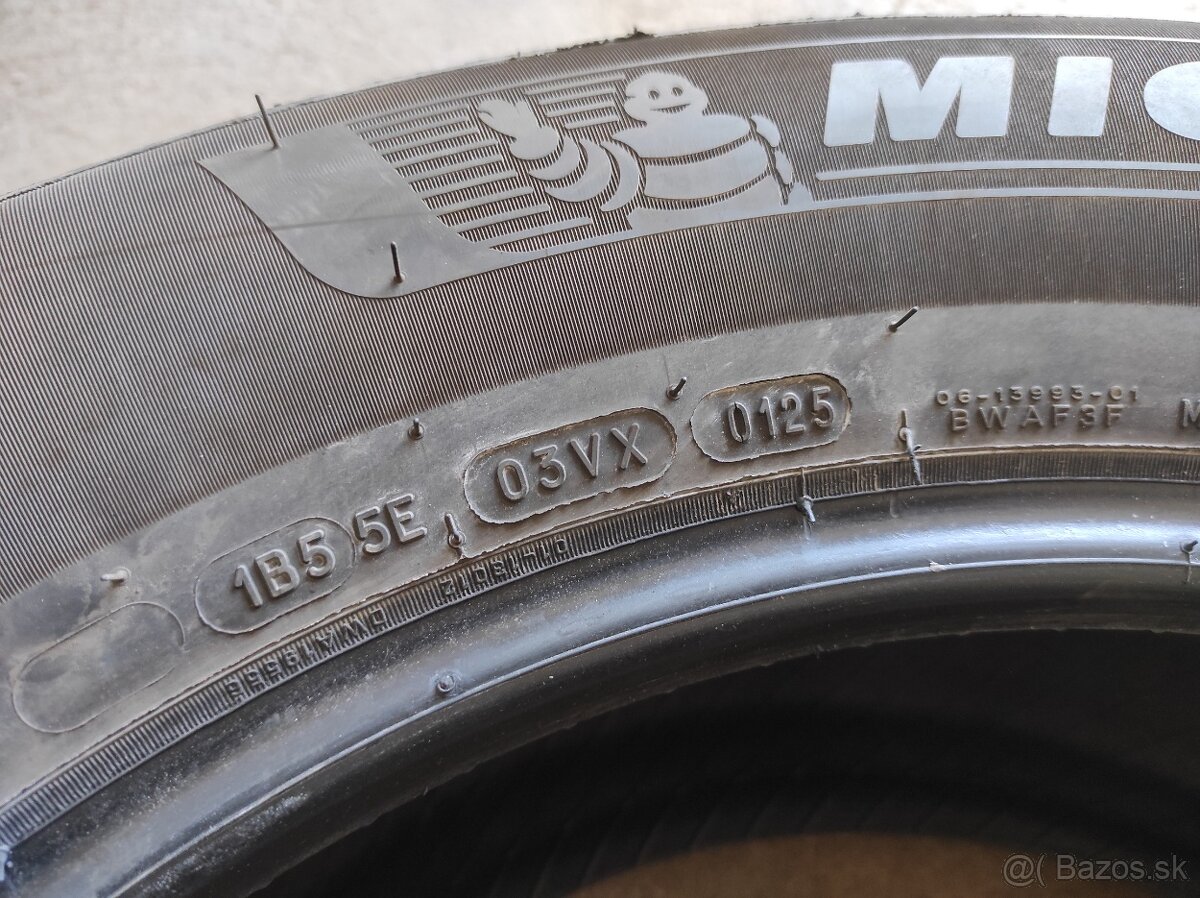 MIC
06-13993-01
BWAF3F M
0125
03VX
1B5 5E
@ Bazos.sk